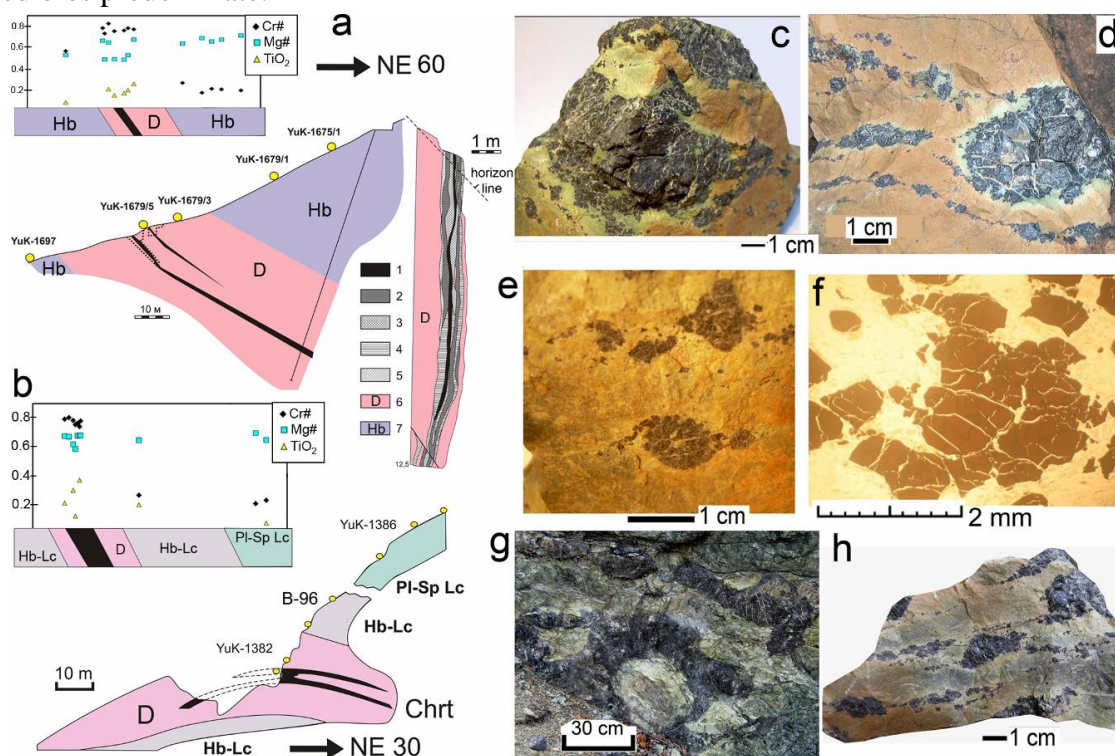 a
0.8
0.6
0.4
0.2
Cr#
Mg#
TiO2
NE 60
Hb
D
Hb
YuK-1675/1
YuK-1679/1
YuK-1679/3
YuK-1679/5
YuK-1697
Hb
Hb
D
10 м
1 m
horizon
line
D
12.5
1
2
3
4
5
D 6
Hb 7
b
0.8
0.6
0.4
0.2
Cr#
Mg#
TiO2
Hb-Lc
D
Hb-Lc
Pl-Sp Lc
YuK-1386
Pl-Sp Lc
B-96
Hb-Lc
YuK-1382
10 m
D
Chrt
Hb-Lc
NE 30
c
1 cm
d
1 cm
e
1 cm
f
2 mm
g
30 cm
h
1 cm